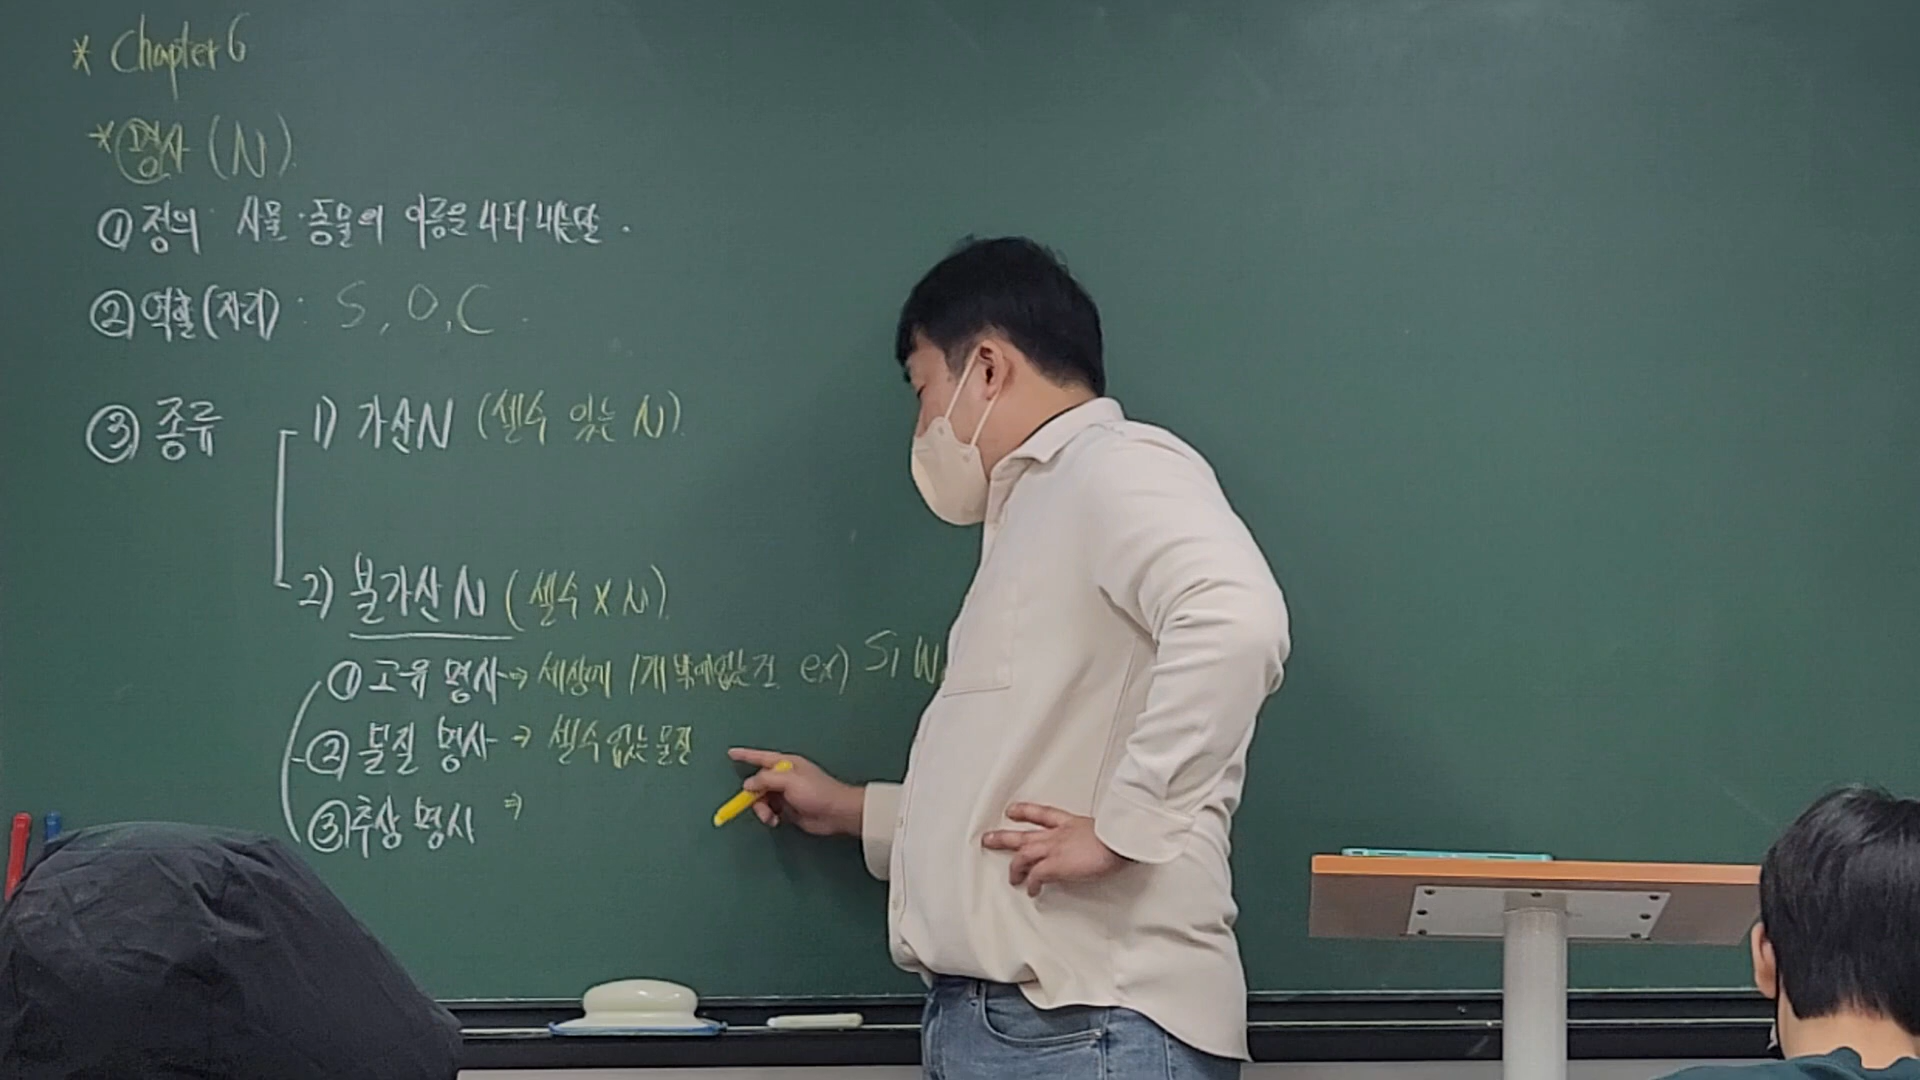 * Chapter 6
* 명사 (N).
① 정의 사물·동물의 이름을 나타내는말.
② 역할(자리) : S, O, C.
③ 종류
1) 가산N (셀수 있는 N).
2) 불가산 N (셀수 X N).
① 고유 명사 → 세상에 1개 밖에없는것. ex) S, W
② 물질 명사 → 셀수없는 물질
③ 추상 명사 ⇒